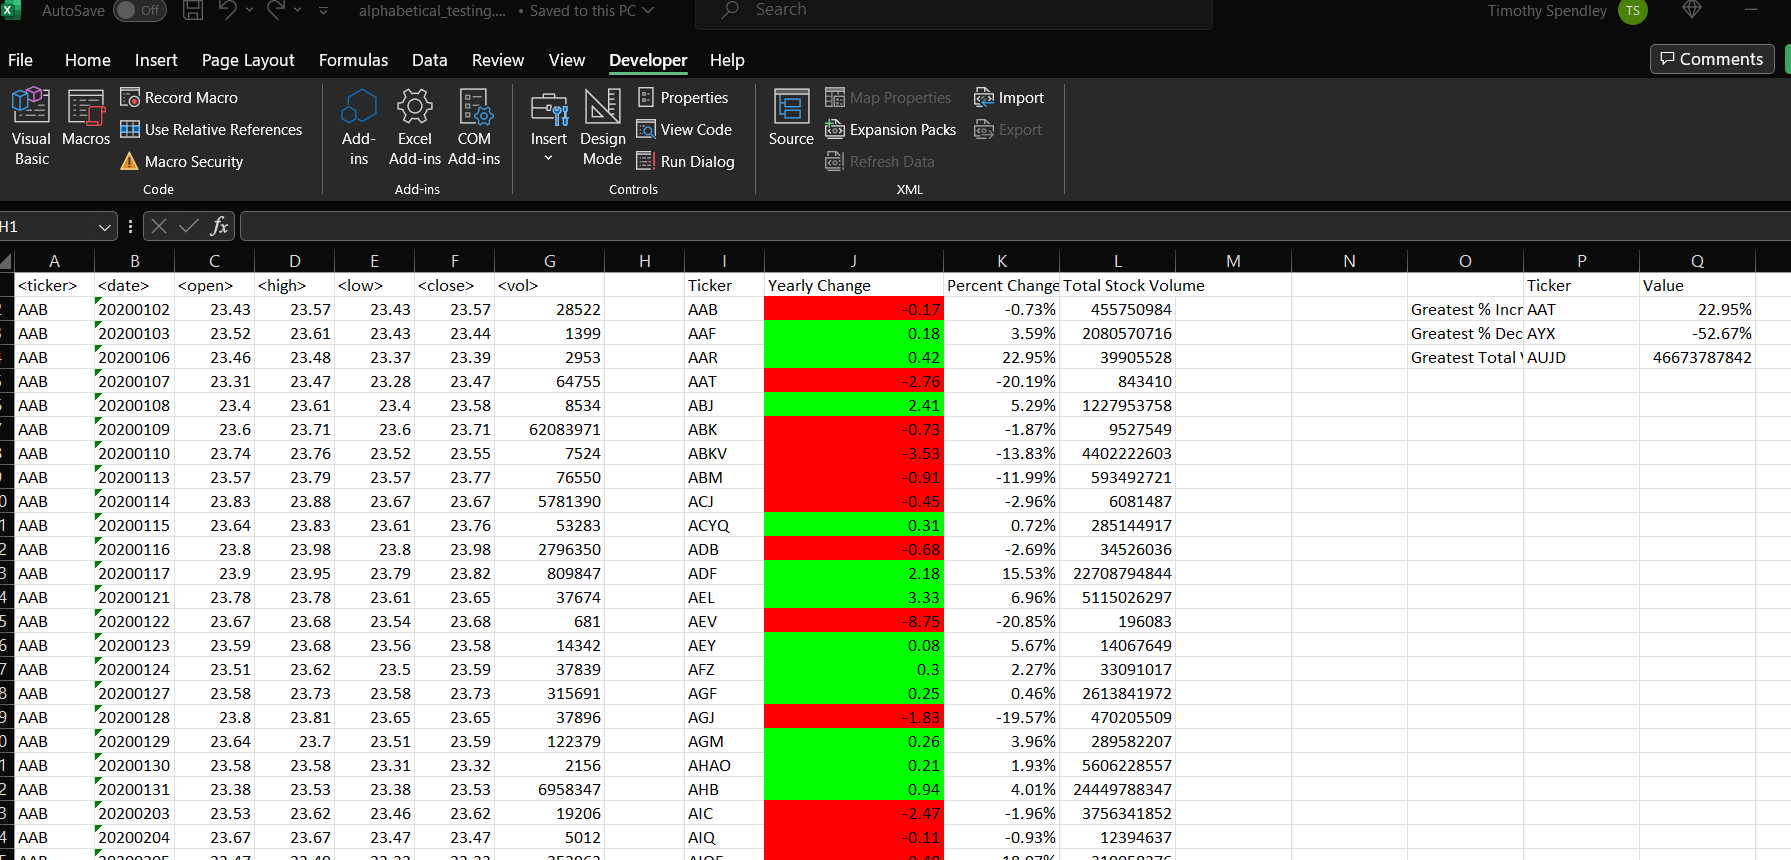 AutoSave Off alphabetical_testing.... • Saved to this PC Search Timothy Spendley TS
File Home Insert Page Layout Formulas Data Review View Developer Help Comments
Visual Basic Macros Record Macro Use Relative References Macro Security Add-ins Excel Add-ins COM Add-ins Insert Design Mode Properties View Code Run Dialog Source Map Properties Expansion Packs Refresh Data Import Export
Code Add-ins Controls XML
H1 fx
A B C D E F G H I J K L M N O P Q
<ticker> <date> <open> <high> <low> <close> <vol> Ticker Yearly Change Percent Change Total Stock Volume Ticker Value
AAB 20200102 23.43 23.57 23.43 23.57 28522 AAB -0.17 -0.73% 455750984 Greatest % Incr AAT 22.95%
AAB 20200103 23.52 23.61 23.43 23.44 1399 AAF 0.18 3.59% 2080570716 Greatest % Dec AYX -52.67%
AAB 20200106 23.46 23.48 23.37 23.39 2953 AAR 0.42 22.95% 39905528 Greatest Total AUJD 46673787842
AAB 20200107 23.31 23.47 23.28 23.47 64755 AAT -2.76 -20.19% 843410
AAB 20200108 23.4 23.61 23.4 23.58 8534 ABJ 2.41 5.29% 1227953758
AAB 20200109 23.6 23.71 23.6 23.71 62083971 ABK -0.73 -1.87% 9527549
AAB 20200110 23.74 23.76 23.52 23.55 7524 ABKV -3.53 -13.83% 4402222603
AAB 20200113 23.57 23.79 23.57 23.77 76550 ABM -0.91 -11.99% 593492721
AAB 20200114 23.83 23.88 23.67 23.67 5781390 ACJ -0.45 -2.96% 6081487
AAB 20200115 23.64 23.83 23.61 23.76 53283 ACYQ 0.31 0.72% 285144917
AAB 20200116 23.8 23.98 23.8 23.98 2796350 ADB -0.68 -2.69% 34526036
AAB 20200117 23.9 23.95 23.79 23.82 809847 ADF 2.18 15.53% 22708794844
AAB 20200121 23.78 23.78 23.61 23.65 37674 AEL 3.33 6.96% 5115026297
AAB 20200122 23.67 23.68 23.54 23.68 681 AEV -8.75 -20.85% 196083
AAB 20200123 23.59 23.68 23.56 23.58 14342 AEY 0.08 5.67% 14067649
AAB 20200124 23.51 23.62 23.5 23.59 37839 AFZ 0.3 2.27% 33091017
AAB 20200127 23.58 23.73 23.58 23.73 315691 AGF 0.25 0.46% 2613841972
AAB 20200128 23.8 23.81 23.65 23.65 37896 AGJ -1.83 -19.57% 470205509
AAB 20200129 23.64 23.7 23.51 23.59 122379 AGM 0.26 3.96% 289582207
AAB 20200130 23.58 23.58 23.31 23.32 2156 AHAO 0.21 1.93% 5606228557
AAB 20200131 23.38 23.53 23.38 23.53 6958347 AHB 0.94 4.01% 24449788347
AAB 20200203 23.53 23.62 23.46 23.62 19206 AIC -2.47 -1.96% 3756341852
AAB 20200204 23.67 23.67 23.47 23.47 5012 AIQ -0.11 -0.93% 12394637